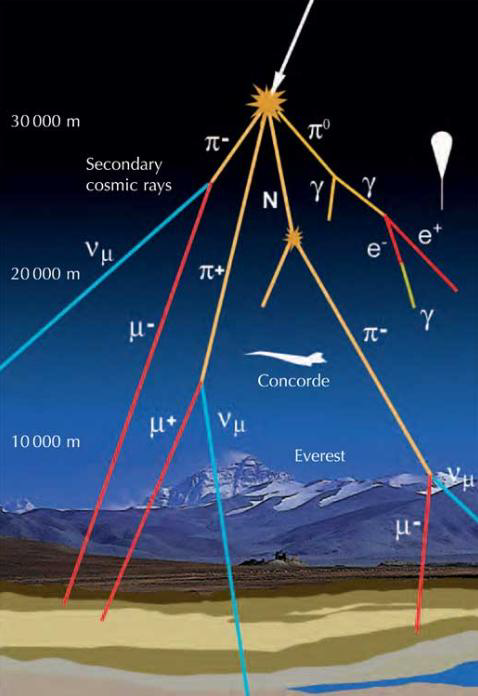 30 000 m
π-
π⁰
Secondary
cosmic rays
γ
γ
N
νμ
e-
e+
20 000 m
π+
γ
μ-
π-
Concorde
μ+
νμ
10 000 m
Everest
νμ
μ-